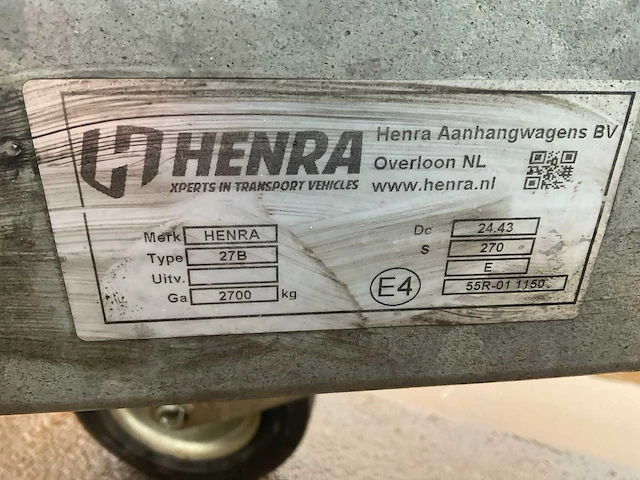 HENRA
XPERTS IN TRANSPORT VEHICLES
Henra Aanhangwagens BV
Overloon NL
www.henra.nl
Merk HENRA
Type 27B
Uitv.
Ga 2700 kg
Dc 24.43
S 270
E
E4 55R-01 1150